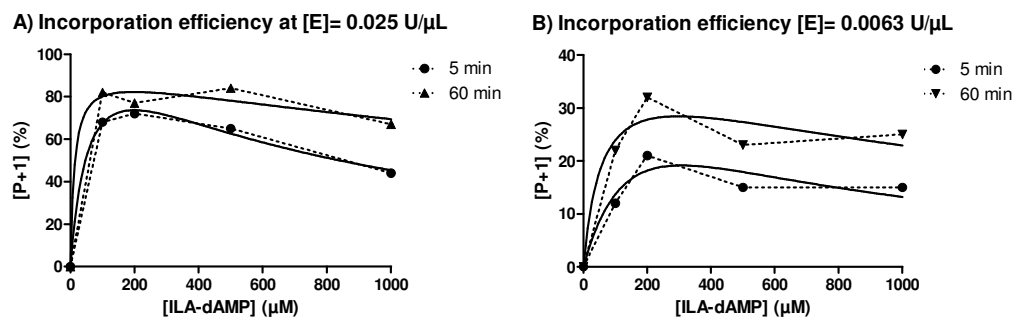 A) Incorporation efficiency at [E]= 0.025 U/µL
100
80
60
40
20
0
0 200 400 600 800 1000
[P+1] (%)
[ILA-dAMP] (µM)
5 min
60 min
B) Incorporation efficiency [E]= 0.0063 U/µL
40
30
20
10
0
0 200 400 600 800 1000
[P+1] (%)
[ILA-dAMP] (µM)
5 min
60 min